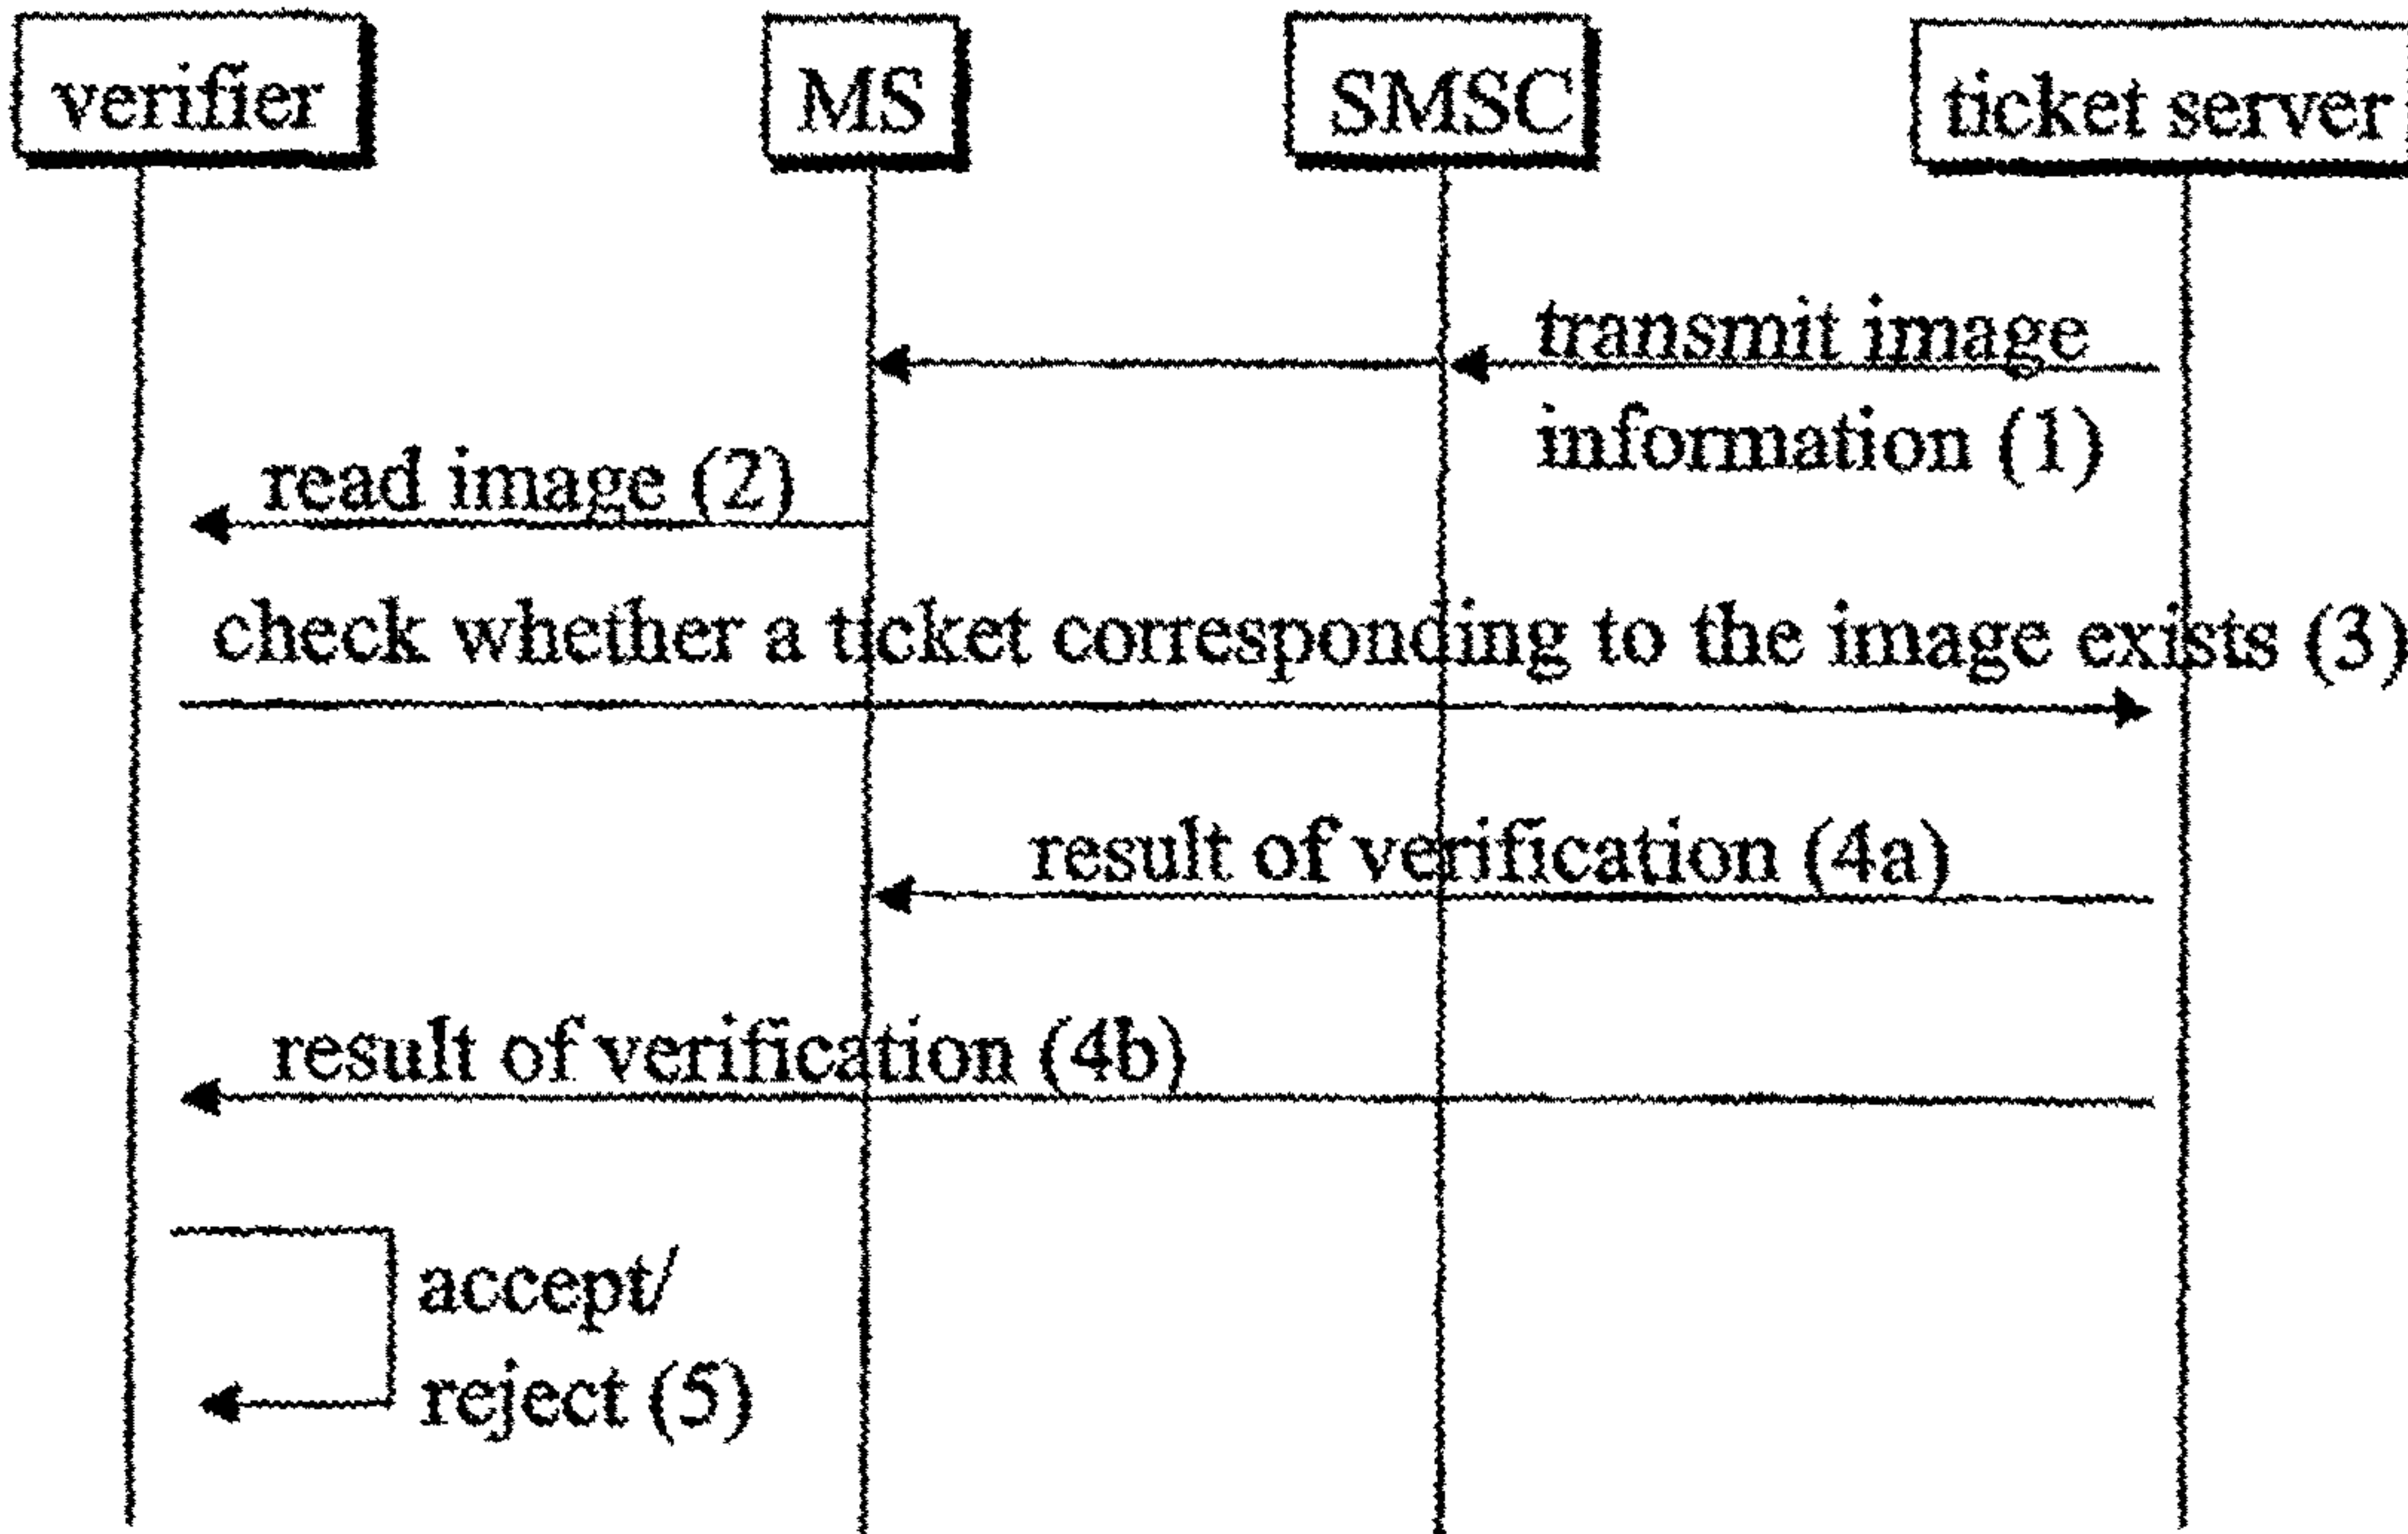 verifier
MS
SMSC
ticket server
transmit image
information (1)
read image (2)
check whether a ticket corresponding to the image exists (3)
result of verification (4a)
result of verification (4b)
accept/
reject (5)